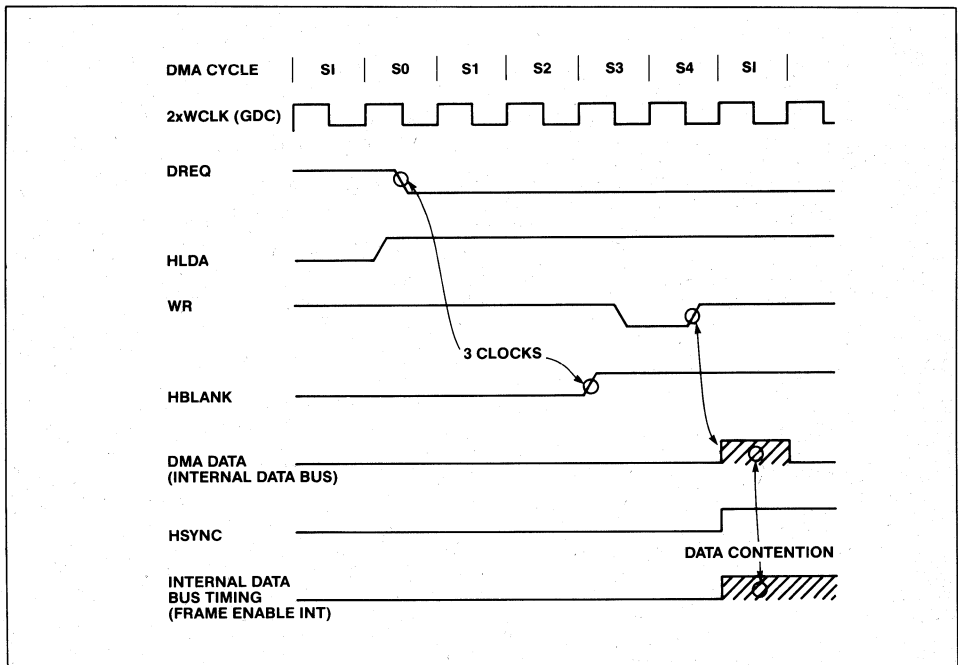 DMA CYCLE SI S0 S1 S2 S3 S4 SI
2xWCLK (GDC)
DREQ
HLDA
WR
3 CLOCKS
HBLANK
DMA DATA
(INTERNAL DATA BUS)
HSYNC
DATA CONTENTION
INTERNAL DATA
BUS TIMING
(FRAME ENABLE INT)